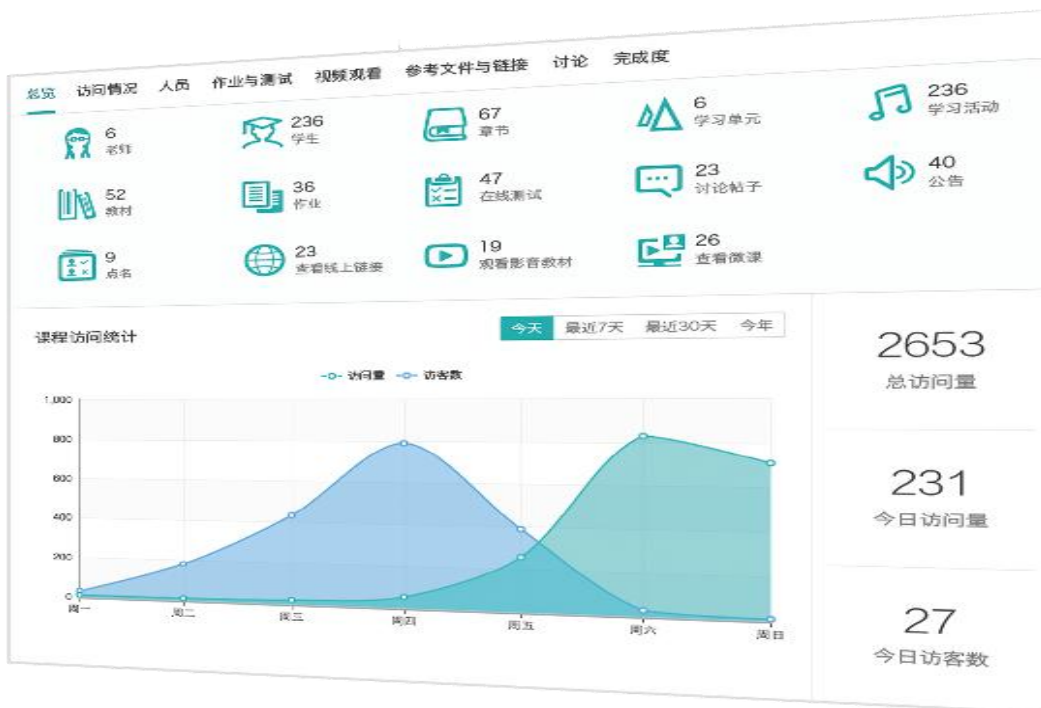 总览 访问情况 人员 作业与测试 视频观看 参考文件与链接 讨论 完成度
6 236 67 6 236
老师 学生 章节 学习单元 学习活动
52 36 47 23 40
教材 作业 在线测试 讨论帖子 公告
9 23 19 26
点名 查看线上链接 观看影音教材 查看微课
课程访问统计 今天 最近7天 最近30天 今年
访问量 访客数
1,000
800
600
400
200
0
周一 周二 周三 周四 周五 周六 周日
2653
总访问量
231
今日访问量
27
今日访客数